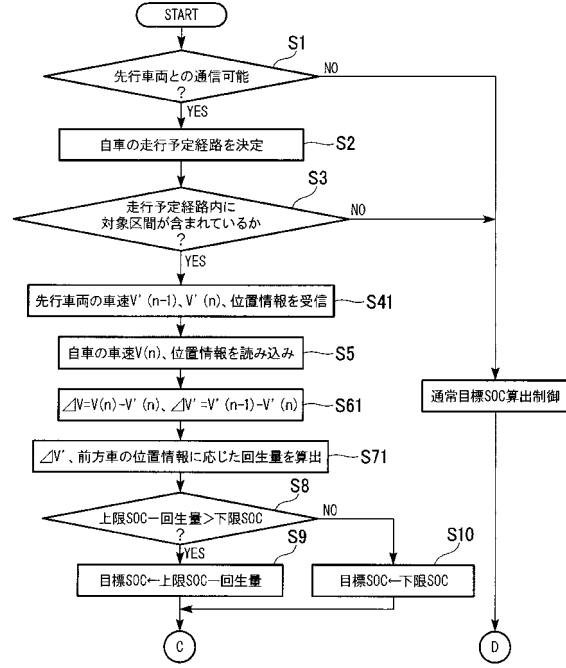 START
S1
先行車両との通信可能
?
NO
YES
自車の走行予定経路を決定
S2
S3
走行予定経路内に
対象区間が含まれているか
?
NO
YES
先行車両の車速V'(n-1)、V'(n)、位置情報を受信
S41
自車の車速V(n)、位置情報を読み込み
S5
⊿V=V(n)-V'(n)、⊿V'=V'(n-1)-V'(n)
S61
通常目標SOC算出制御
⊿V'、前方車の位置情報に応じた回生量を算出
S71
S8
上限SOC-回生量>下限SOC
?
NO
YES
S9
目標SOC←上限SOC-回生量
S10
目標SOC←下限SOC
C
D